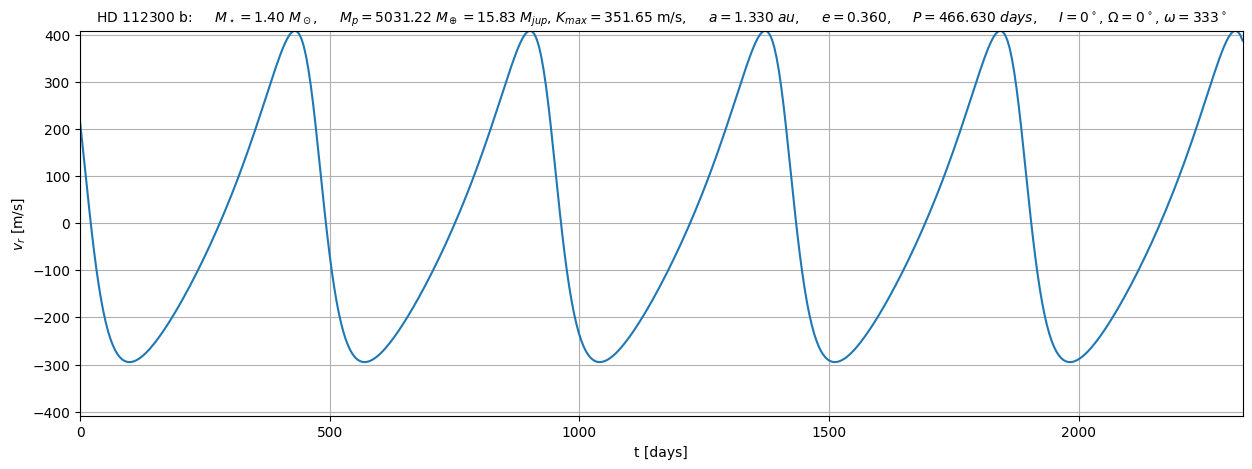 HD 112300 b: M⋆ = 1.40 M⊙, Mₚ = 5031.22 M⊕ = 15.83 Mjup, Kmax = 351.65 m/s, a = 1.330 au, e = 0.360, P = 466.630 days, I = 0°, Ω = 0°, ω = 333°
400
300
200
100
0
−100
−200
−300
−400
vᵣ [m/s]
0 500 1000 1500 2000
t [days]